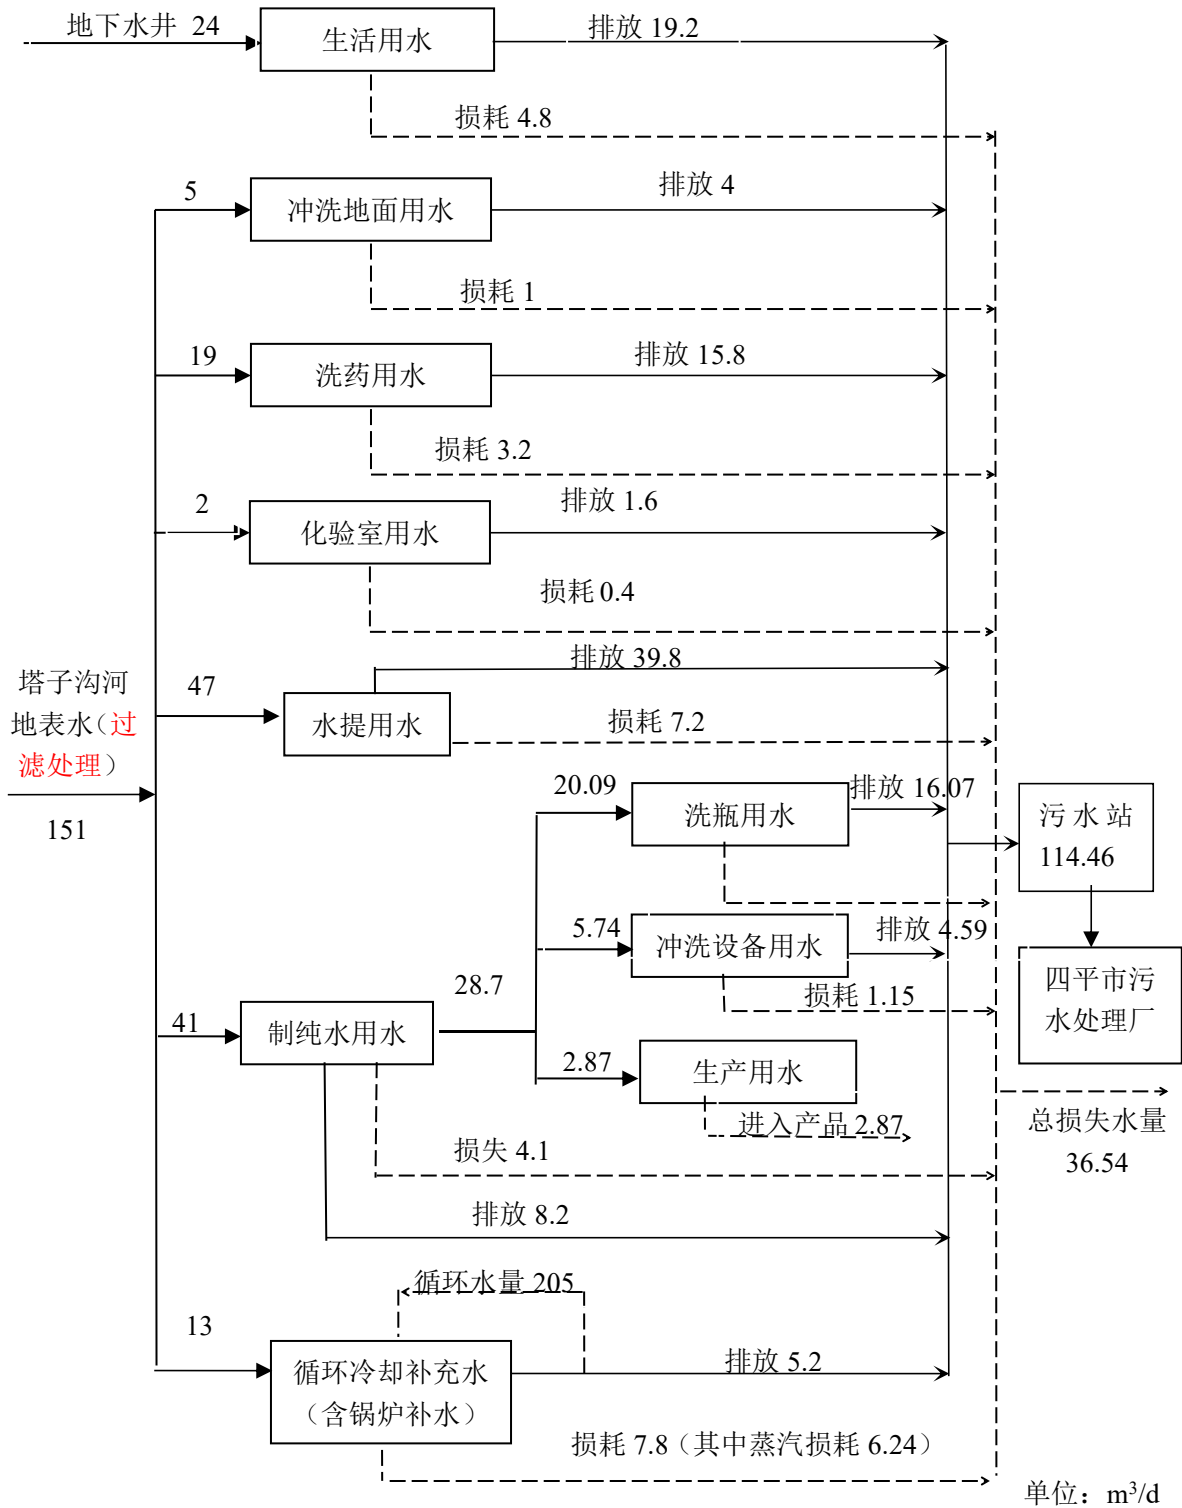 地下水井 24
生活用水
排放 19.2
损耗 4.8
5
冲洗地面用水
排放 4
损耗 1
19
洗药用水
排放 15.8
损耗 3.2
2
化验室用水
排放 1.6
损耗 0.4
塔子沟河
地表水（过
滤处理）
151
47
水提用水
排放 39.8
损耗 7.2
20.09
洗瓶用水
排放 16.07
污 水 站
114.46
5.74
冲洗设备用水
排放 4.59
损耗 1.15
四平市污
水处理厂
28.7
41
制纯水用水
2.87
生产用水
进入产品 2.87
总损失水量
36.54
损失 4.1
排放 8.2
循环水量 205
13
循环冷却补充水
（含锅炉补水）
排放 5.2
损耗 7.8（其中蒸汽损耗 6.24）
单位：m³/d